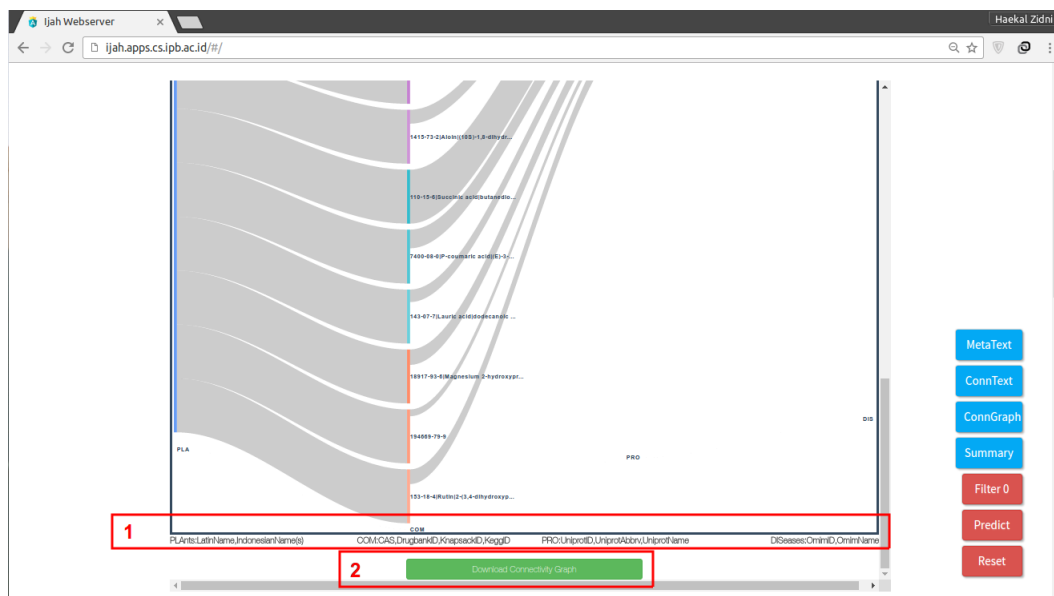 Ijah Webserver
Haekal Zidni
ijah.apps.cs.ipb.ac.id/#/
1415-73-2|Aloin|(10S)-1,8-dihydr...
110-15-6|Succinic acid|butanedio...
7400-08-0|P-coumaric acid|(E)-3-...
143-07-7|Lauric acid|dodecanoic ...
18917-93-6|Magnesium 2-hydroxypr...
194669-79-9
153-18-4|Rutin|2-(3,4-dihydroxyp...
PLA
COM
PRO
DIS
MetaText
ConnText
ConnGraph
Summary
Filter 0
Predict
Reset
1
PLAnts:LatinName,IndonesianName(s)
COM:CAS,DrugbankID,KnapsackID,KeggID
PRO:UniprotID,UniprotAbbrv,UniprotName
DISeases:OmimID,OmimName
2
Download Connectivity Graph